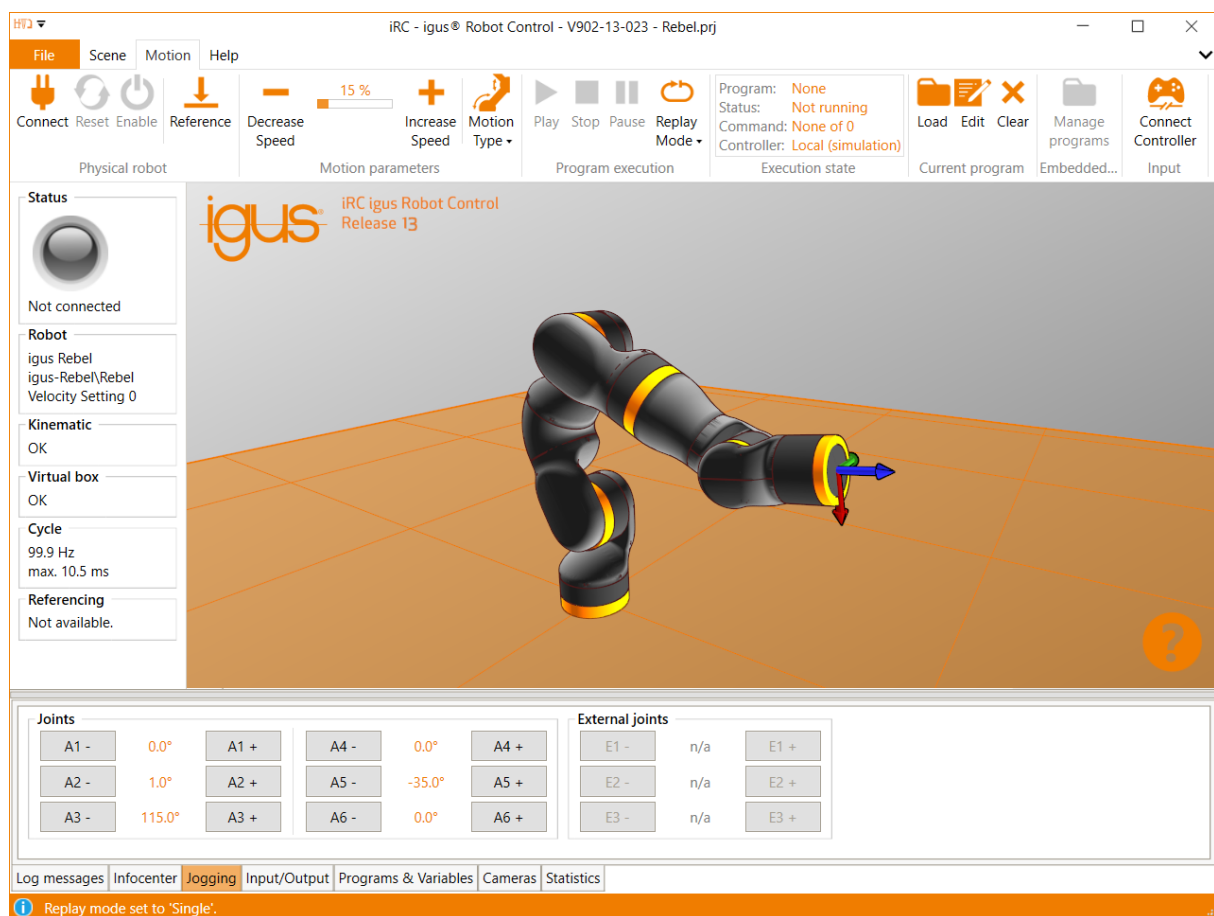 iRC - igus® Robot Control - V902-13-023 - Rebel.prj
File Scene Motion Help
Connect Reset Enable Reference
Physical robot
Decrease Speed
15 %
Increase Speed
Motion Type
Motion parameters
Play Stop Pause Replay Mode
Program execution
Program: None
Status: Not running
Command: None of 0
Controller: Local (simulation)
Execution state
Load Edit Clear
Current program
Manage programs
Embedded...
Connect Controller
Input
Status
Not connected
Robot
igus Rebel
igus-Rebel\Rebel
Velocity Setting 0
Kinematic
OK
Virtual box
OK
Cycle
99.9 Hz
max. 10.5 ms
Referencing
Not available.
igus®
iRC igus Robot Control
Release 13
?
Joints
A1 - 0.0° A1 + A4 - 0.0° A4 +
A2 - 1.0° A2 + A5 - -35.0° A5 +
A3 - 115.0° A3 + A6 - 0.0° A6 +
External joints
E1 - n/a E1 +
E2 - n/a E2 +
E3 - n/a E3 +
Log messages Infocenter Jogging Input/Output Programs & Variables Cameras Statistics
Replay mode set to 'Single'.